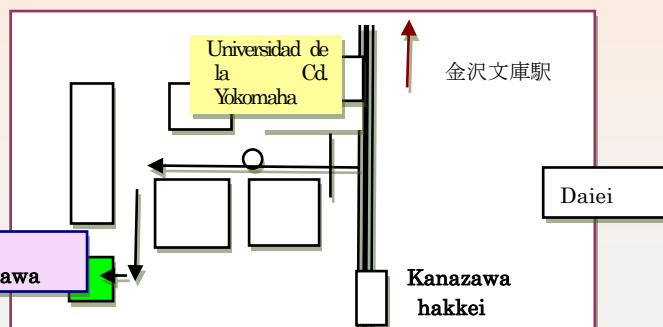 Universidad de
la Cd.
Yokomaha
金沢文庫駅
Daiei
awa
Kanazawa
hakkei